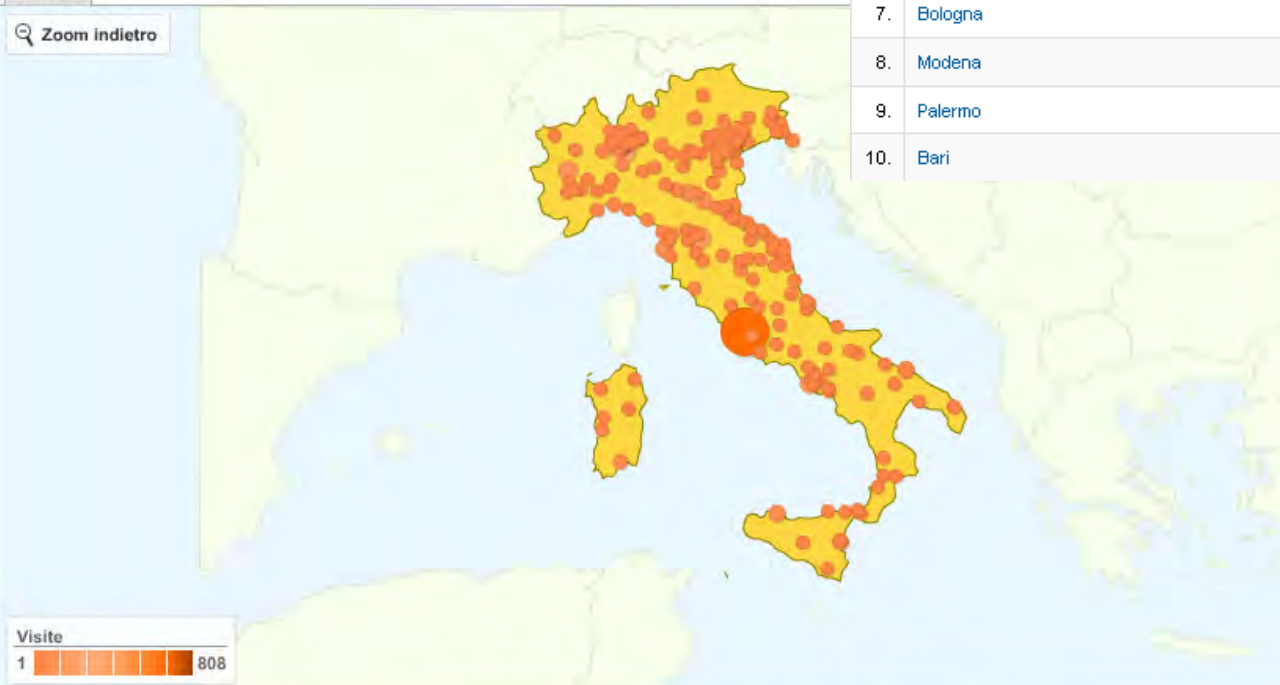 Zoom indietro
7. Bologna
8. Modena
9. Palermo
10. Bari
Visite
1 808